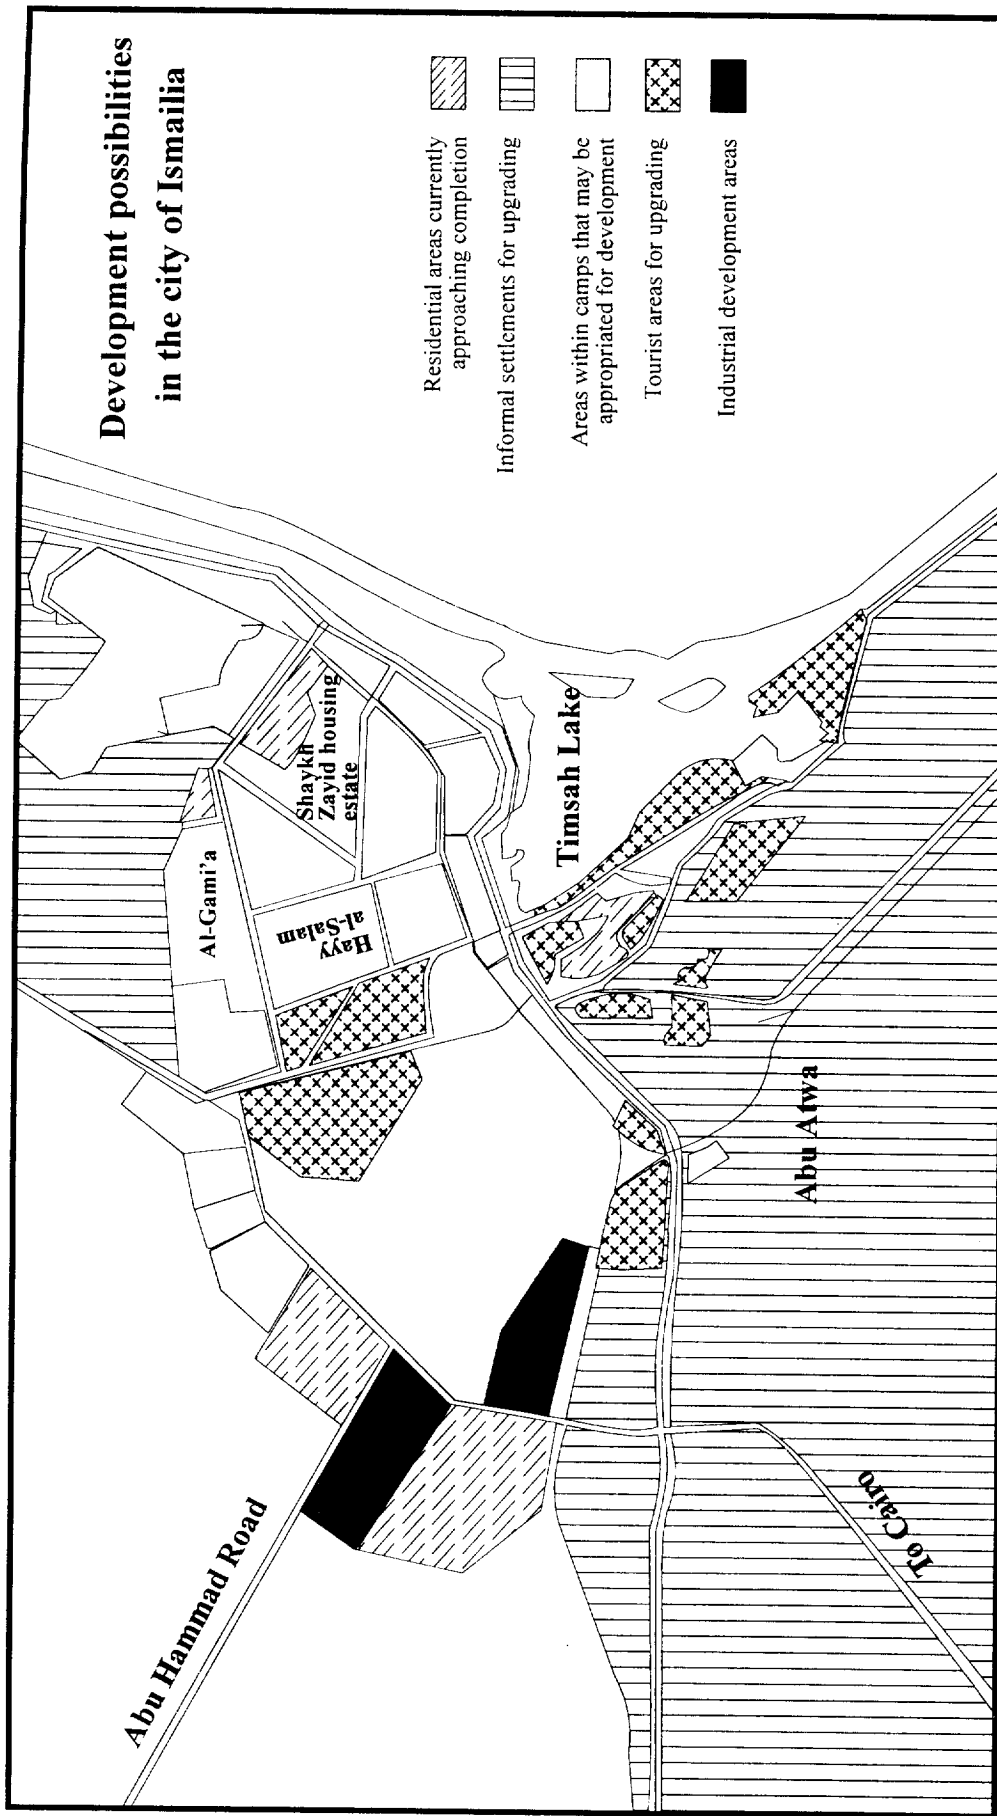 Development possibilities
in the city of Ismailia
Residential areas currently
approaching completion
Informal settlements for upgrading
Areas within camps that may be
appropriated for development
Tourist areas for upgrading
Industrial development areas
Shaykh
Zayid housing
estate
Al-Gami'a
Hayy
al-Salam
Timsah Lake
Abu Atwa
Abu Hammad Road
To Cairo